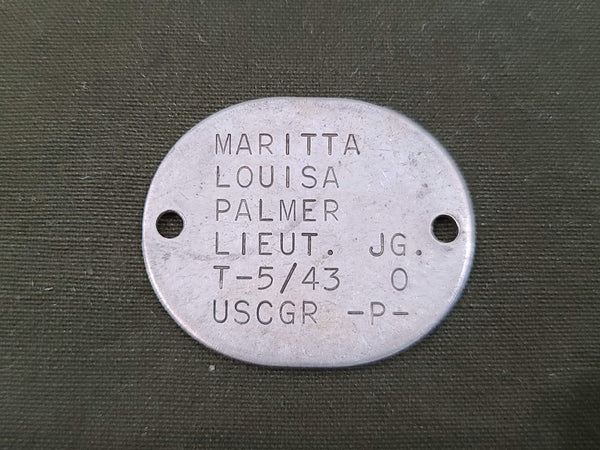 MARITTA
LOUISA
PALMER
LIEUT. JG.
T-5/43 O
USCGR -P-